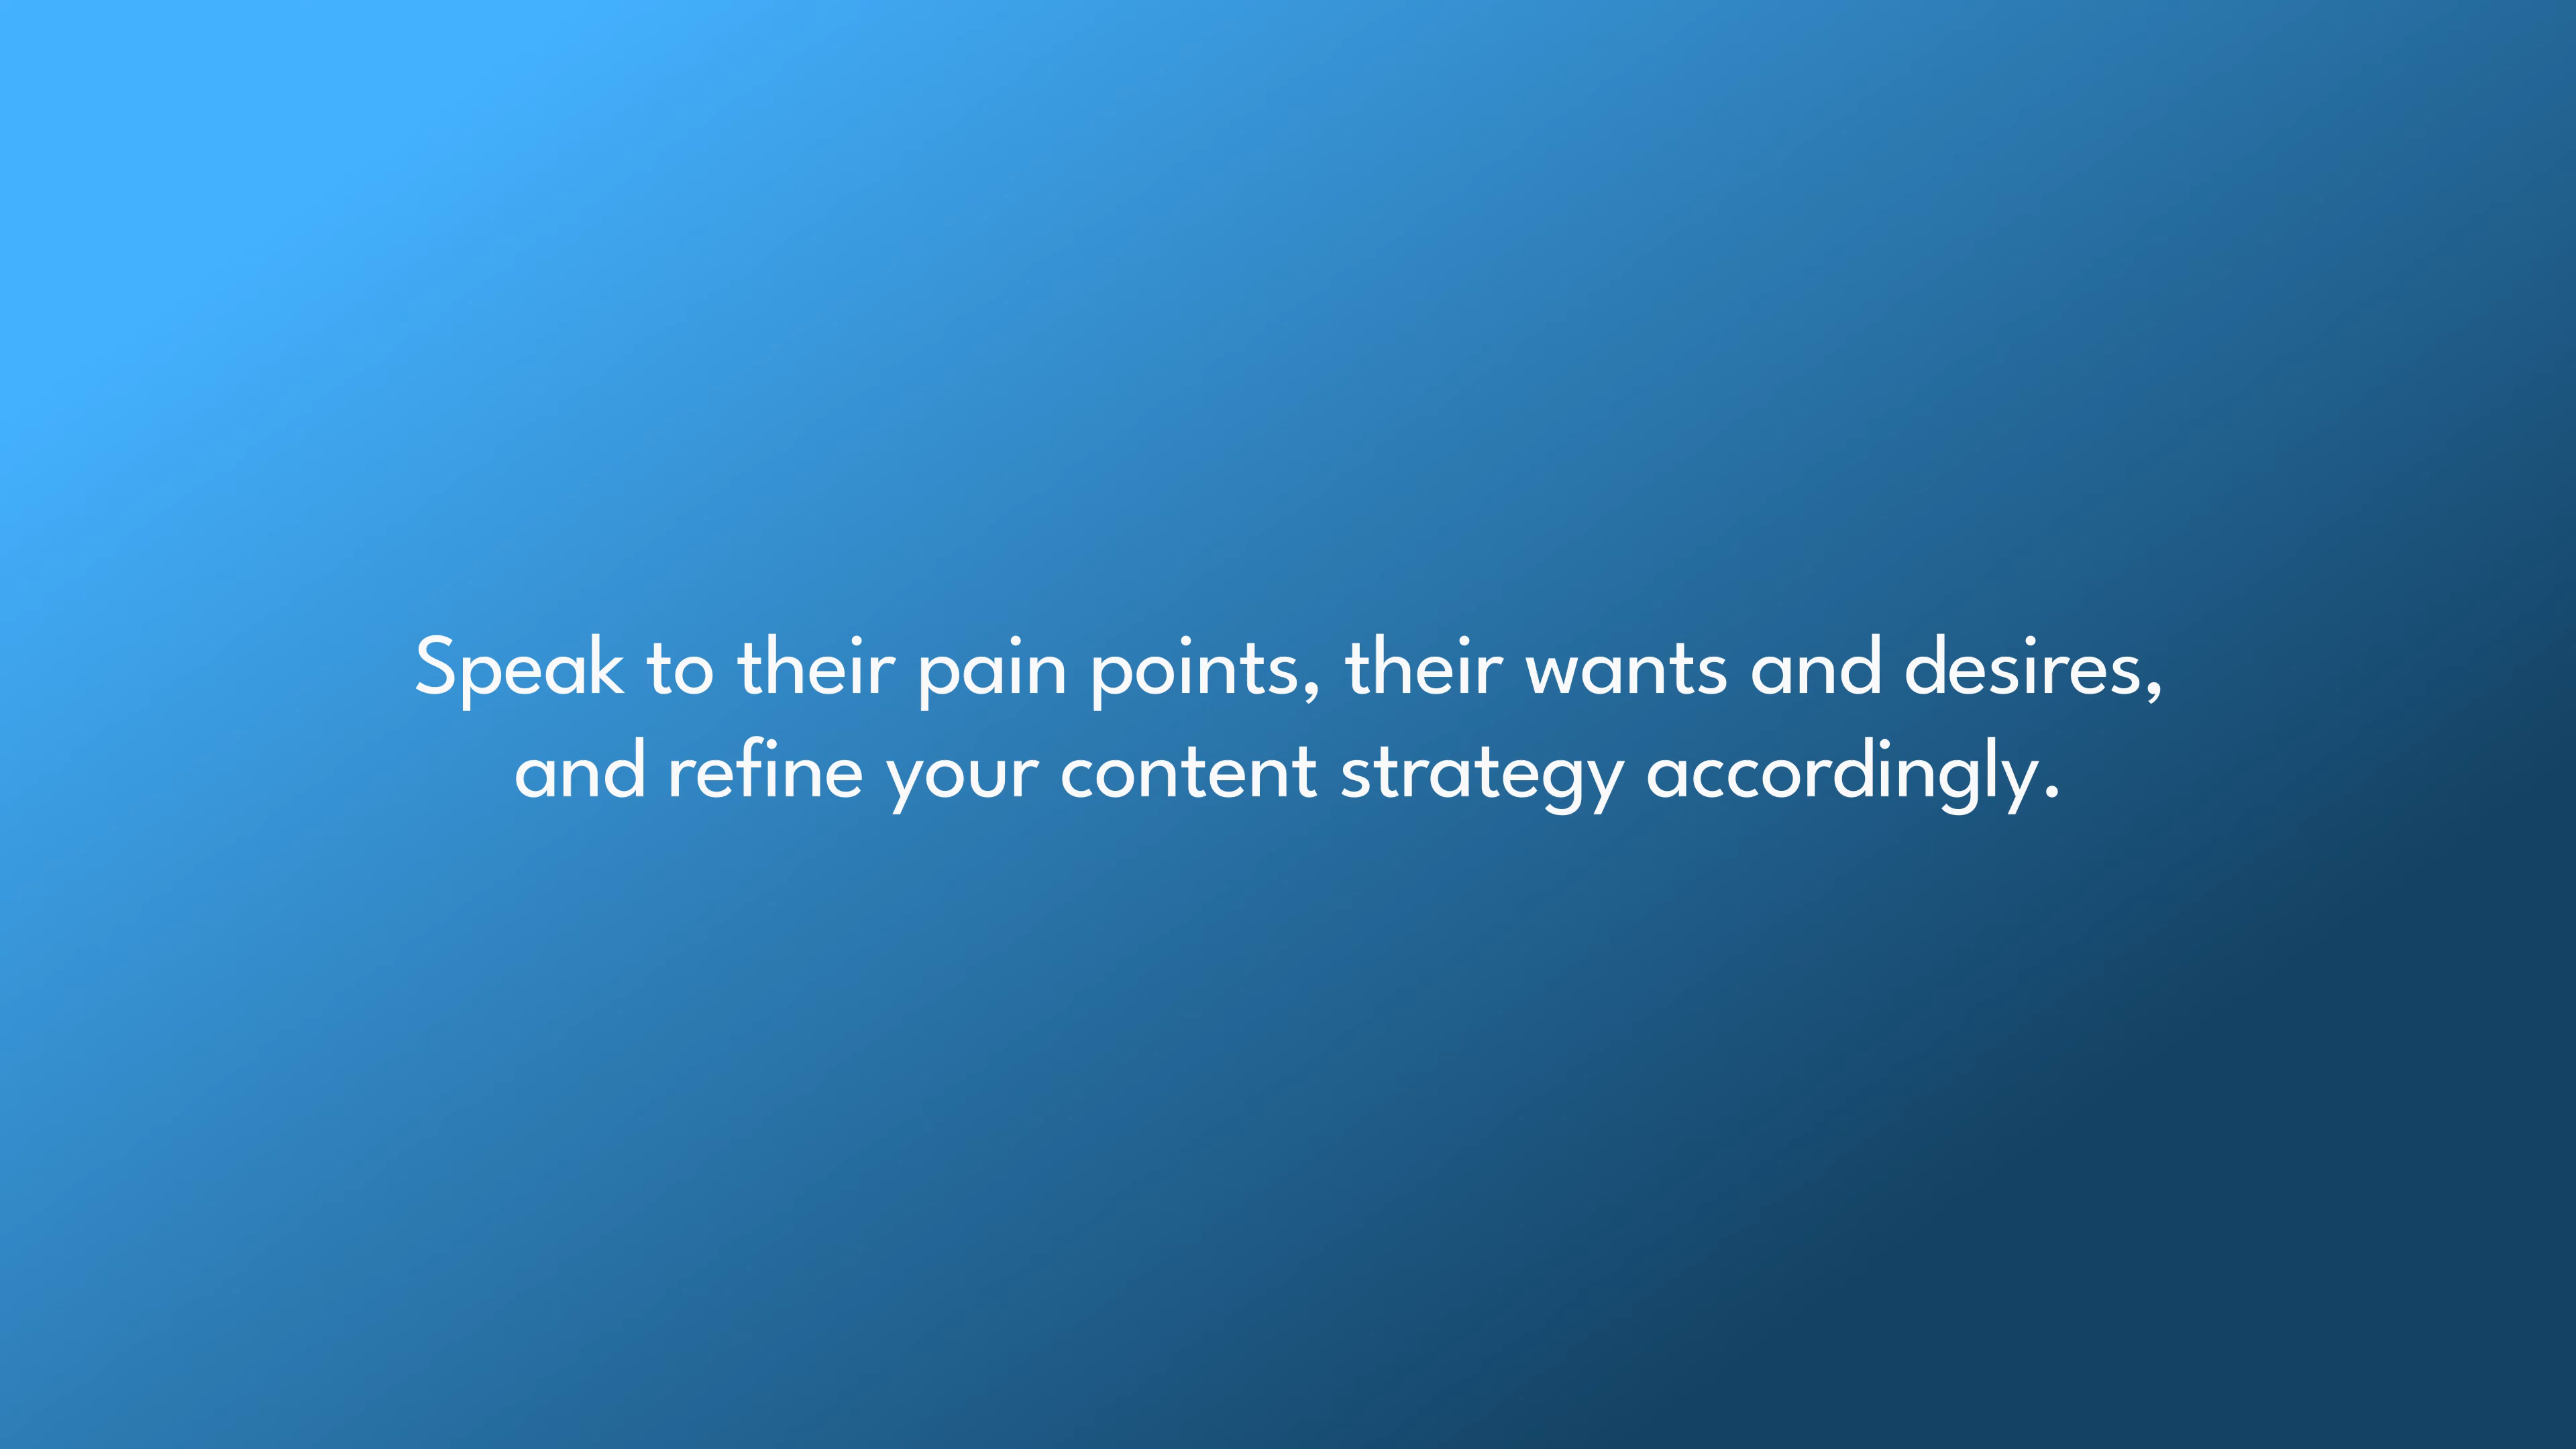 Speak to their pain points, their wants and desires,
and refine your content strategy accordingly.